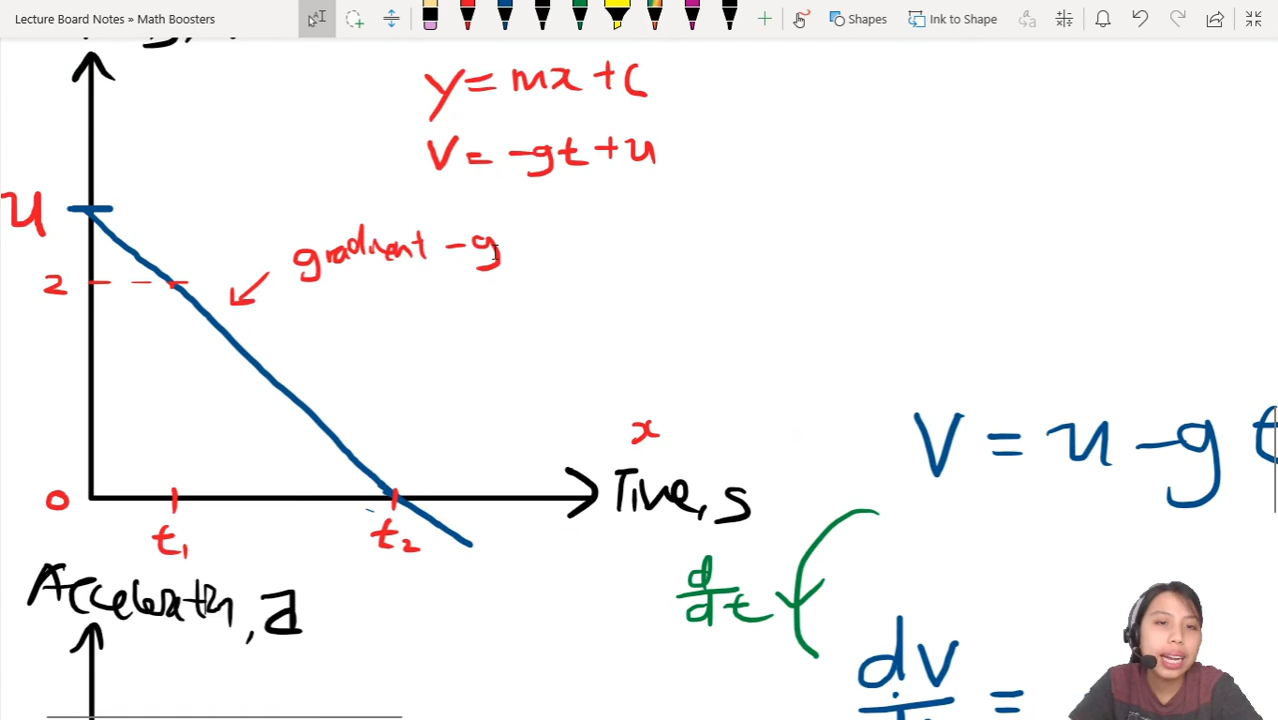 Lecture Board Notes » Math Boosters
Shapes
Ink to Shape
y = mx + c
V = -gt + u
u
gradient -g
2
x
0
Time, s
t₁
t₂
V = u - g t
Acceleration, a
d/dt
dv
=